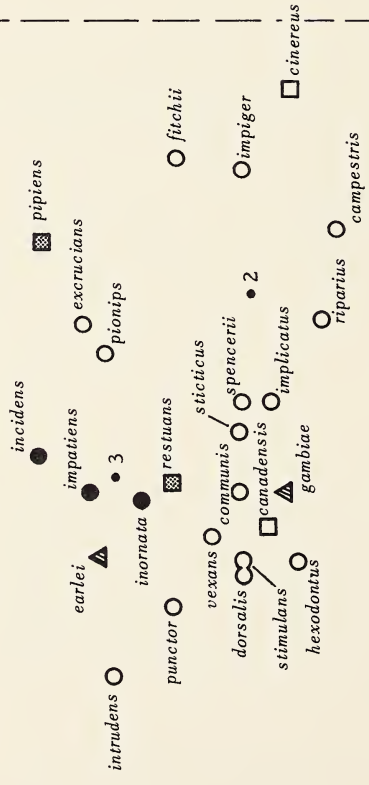 cinereus
fitchii
impiger
pipiens
campestris
excrucians
pionips
2
riparius
incidens
sticticus
spencerii
implicatus
impatiens
3
restuans
communis
canadensis
gambiae
earlei
inornata
vexans
dorsalis
stimulans
hexodontus
punctor
intrudens